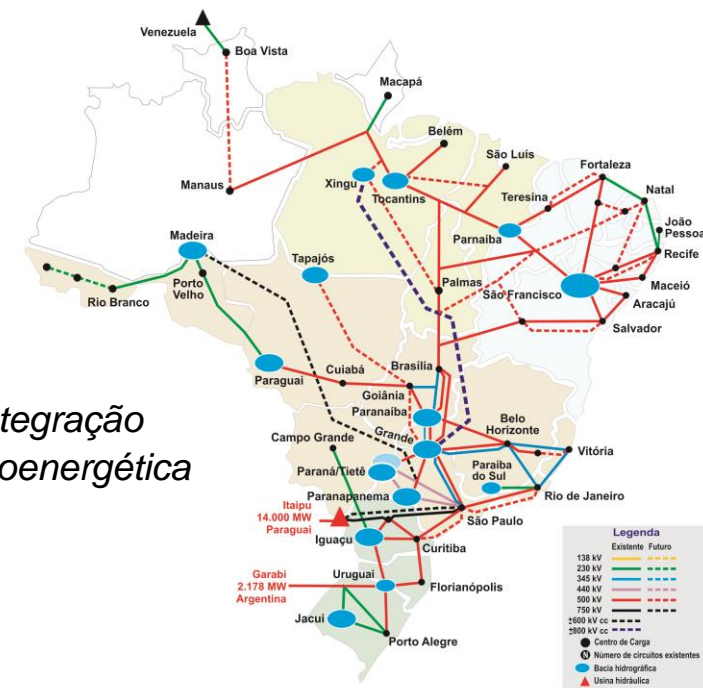 Venezuela
Boa Vista
Macapá
Belém
São Luís
Fortaleza
Xingu
Tocantins
Teresina
Natal
Manaus
João
Pessoa
Parnaíba
Recife
Madeira
Tapajós
Palmas
São Francisco
Maceió
Aracajú
Rio Branco
Porto
Velho
Salvador
Paraguai
Cuiabá
Brasília
Goiânia
Paranaíba
Belo
Horizonte
tegração
oenergética
Campo Grande
Grande
Vitória
Paraná/Tietê
Paraíba
do Sul
Paranapanema
Rio de Janeiro
Itaipu
14.000 MW
Paraguai
São Paulo
Iguaçu
Curitiba
Garabi
2.178 MW
Argentina
Uruguai
Florianópolis
Jacui
Porto Alegre
Legenda
Existente Futuro
138 kV
230 kV
345 kV
440 kV
500 kV
750 kV
±600 kV cc
±800 kV cc
Centro de Carga
N Número de circuitos existentes
Bacia hidrográfica
Usina hidráulica